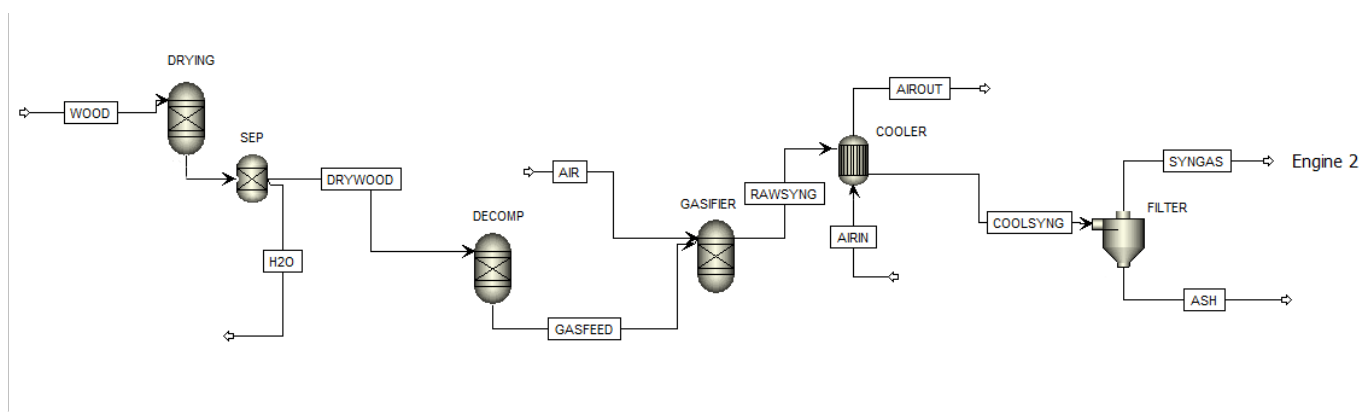 DRYING
WOOD
SEP
DRYWOOD
H2O
DECOMP
GASFEED
AIR
GASIFIER
RAWSYNG
AIROUT
COOLER
AIRIN
COOLSYNG
SYNGAS
Engine 2
FILTER
ASH